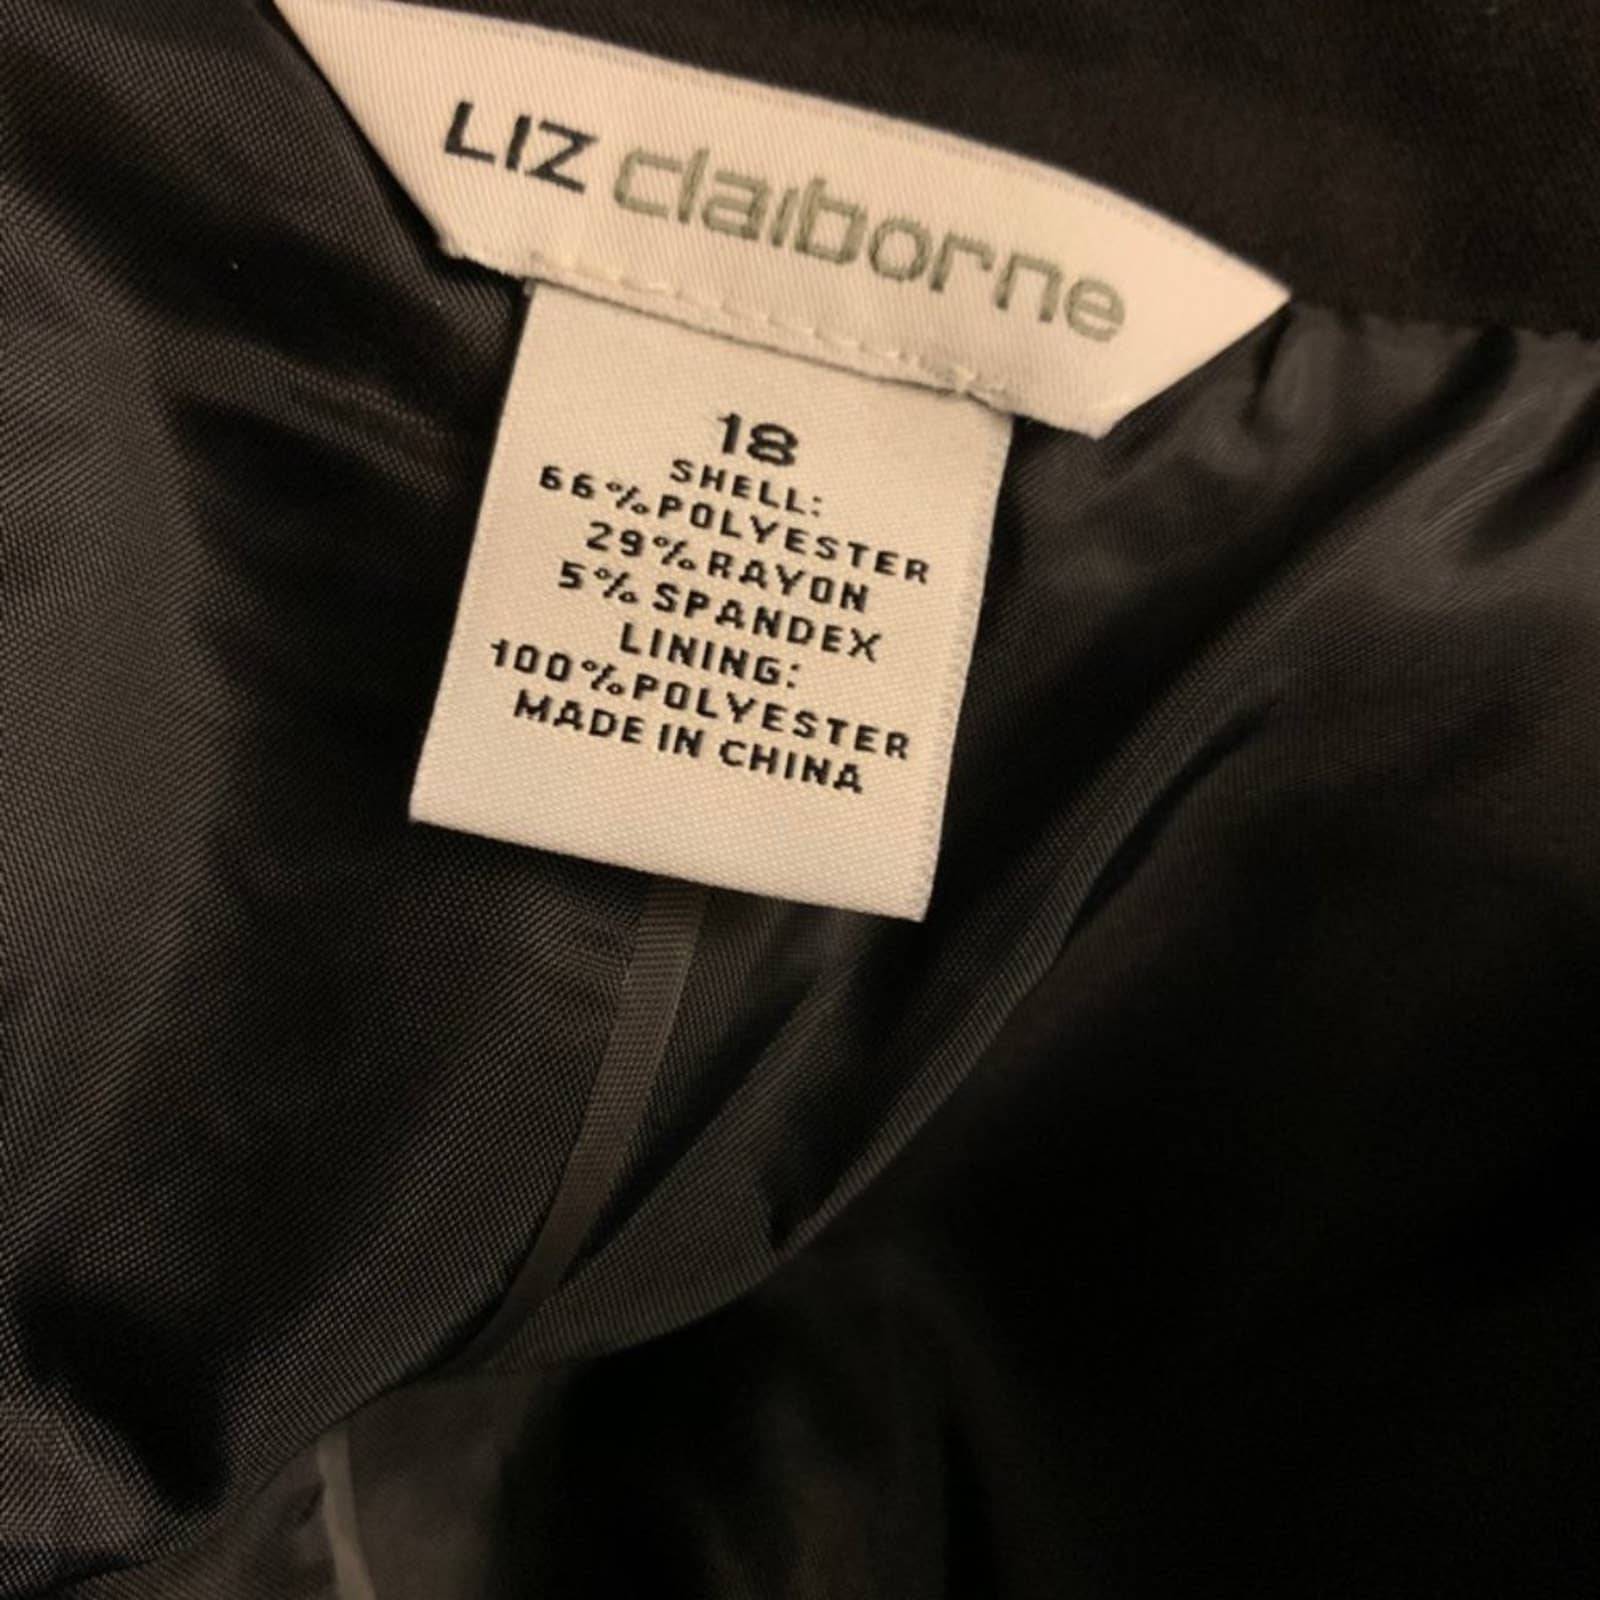 LIZ claiborne
18
SHELL:
66%POLYESTER
29%RAYON
5%SPANDEX
LINING:
100%POLYESTER
MADE IN CHINA